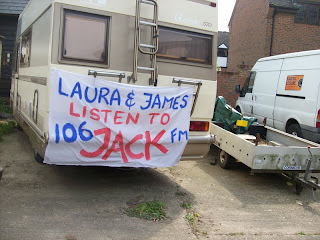 LAURA & JAMES
LISTEN TO
106 JACK FM